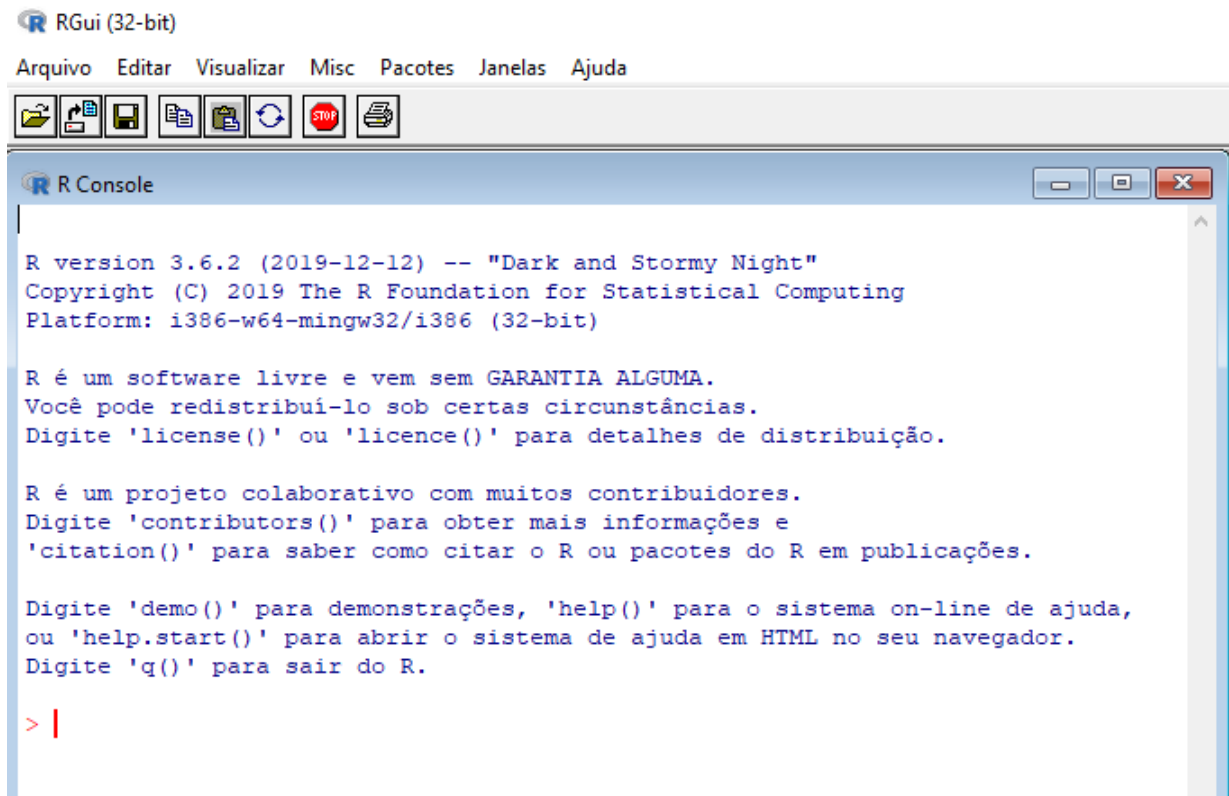 RGui (32-bit)
Arquivo Editar Visualizar Misc Pacotes Janelas Ajuda
STOP
R Console
R version 3.6.2 (2019-12-12) -- "Dark and Stormy Night"
Copyright (C) 2019 The R Foundation for Statistical Computing
Platform: i386-w64-mingw32/i386 (32-bit)
R é um software livre e vem sem GARANTIA ALGUMA.
Você pode redistribuí-lo sob certas circunstâncias.
Digite 'license()' ou 'licence()' para detalhes de distribuição.
R é um projeto colaborativo com muitos contribuidores.
Digite 'contributors()' para obter mais informações e
'citation()' para saber como citar o R ou pacotes do R em publicações.
Digite 'demo()' para demonstrações, 'help()' para o sistema on-line de ajuda,
ou 'help.start()' para abrir o sistema de ajuda em HTML no seu navegador.
Digite 'q()' para sair do R.
>